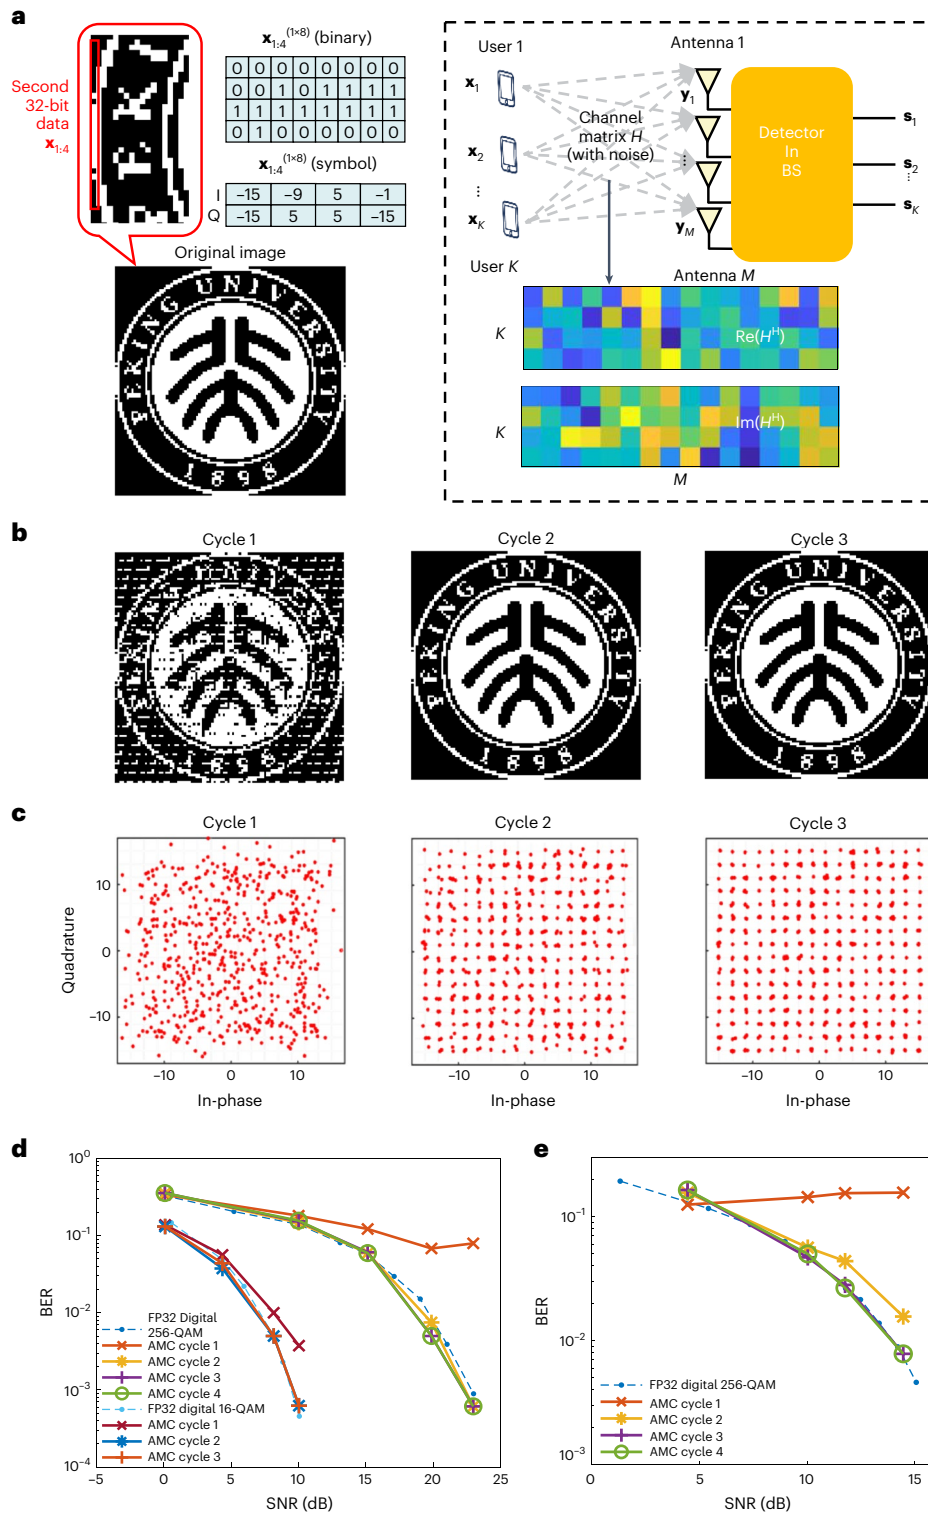 a
Second
32-bit
data
x1:4
x1:4(1×8) (binary)
0 0 0 0 0 0 0 0
0 0 1 0 1 1 1 1
1 1 1 1 0 1 1 1
0 1 0 0 0 0 0 0
x1:4(1×8) (symbol)
I −15 −9 5 −1
Q −15 5 5 −15
Original image
PEKING UNIVERSITY
1898
User 1
x1
x2
⋮
xK
User K
Channel
matrix H
(with noise)
Antenna 1
y1
⋮
yM
Antenna M
Detector
In
BS
s1
s2
⋮
sK
K
Re(HH)
K
Im(HH)
M
b
Cycle 1
Cycle 2
Cycle 3
1898
PEKING UNIVERSITY
1898
PEKING UNIVERSITY
1898
c
Cycle 1
Cycle 2
Cycle 3
Quadrature
10
0
−10
−10 0 10
In-phase
−10 0 10
In-phase
−10 0 10
In-phase
d
BER
100
10−1
10−2
10−3
10−4
FP32 Digital
256-QAM
AMC cycle 1
AMC cycle 2
AMC cycle 3
AMC cycle 4
FP32 digital 16-QAM
AMC cycle 1
AMC cycle 2
AMC cycle 3
−5 0 5 10 15 20 25
SNR (dB)
e
BER
10−1
10−2
10−3
FP32 digital 256-QAM
AMC cycle 1
AMC cycle 2
AMC cycle 3
AMC cycle 4
0 5 10 15
SNR (dB)